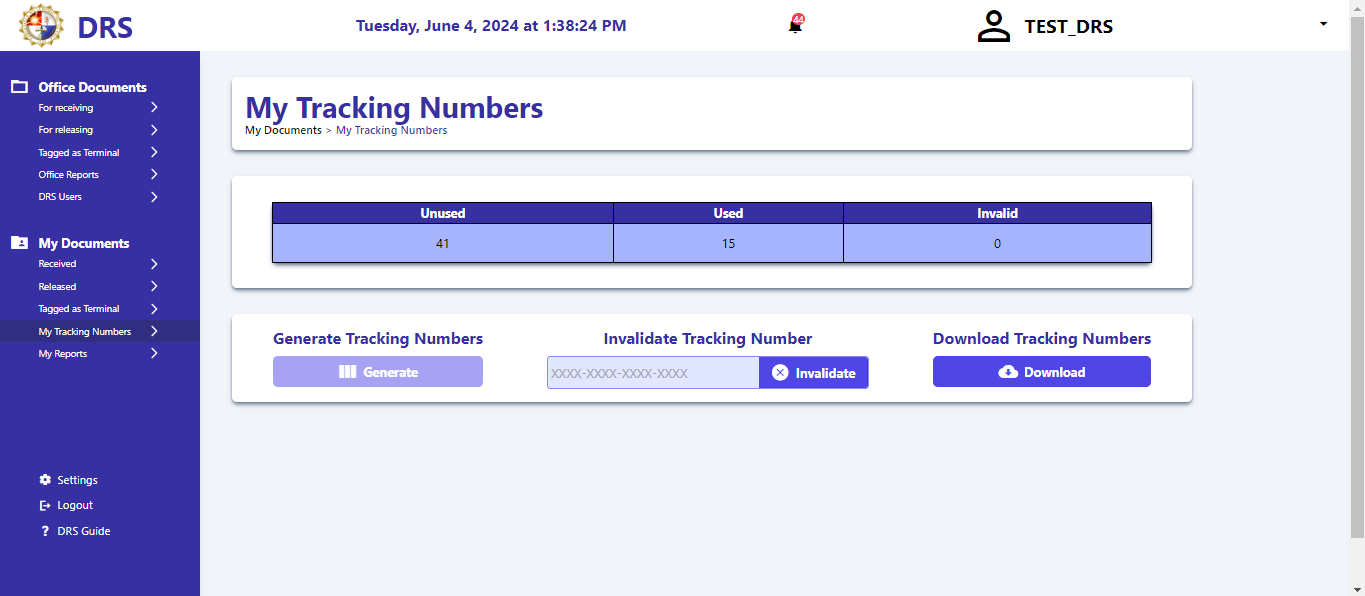 DRS
Tuesday, June 4, 2024 at 1:38:24 PM
44
TEST_DRS
Office Documents
For receiving
For releasing
Tagged as Terminal
Office Reports
DRS Users
My Documents
Received
Released
Tagged as Terminal
My Tracking Numbers
My Reports
Settings
Logout
? DRS Guide
My Tracking Numbers
My Documents > My Tracking Numbers
Unused Used Invalid
41 15 0
Generate Tracking Numbers Invalidate Tracking Number Download Tracking Numbers
Generate XXXX-XXXX-XXXX-XXXX Invalidate Download